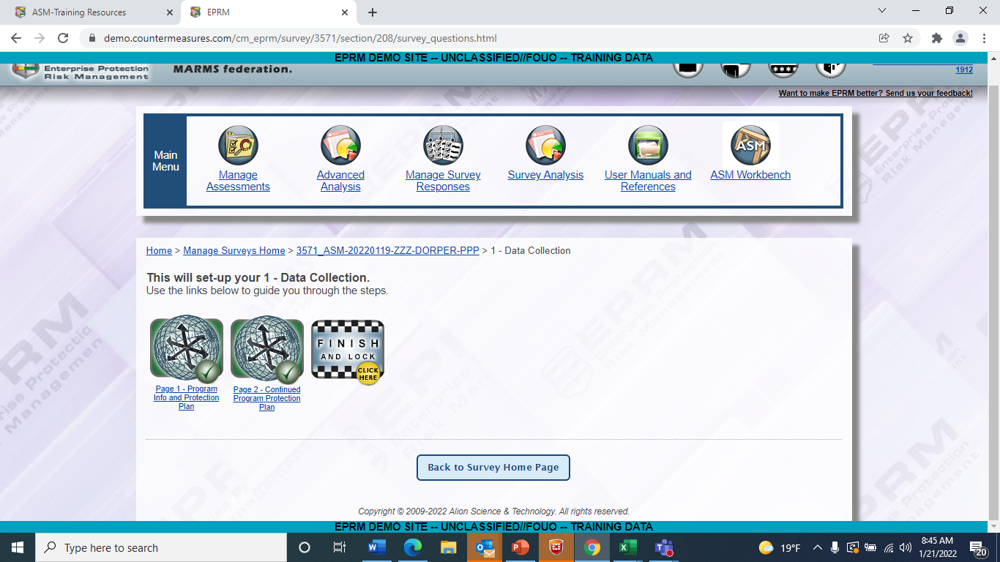 ASM-Training Resources
EPRM
demo.countermeasures.com/cm_eprm/survey/3571/section/208/survey_questions.html
EPRM DEMO SITE -- UNCLASSIFIED//FOUO -- TRAINING DATA
Enterprise Protection
Risk Management
MARMS federation.
1912
Want to make EPRM better? Send us your feedback!
Main
Menu
Manage
Assessments
Advanced
Analysis
Manage Survey
Responses
Survey Analysis
User Manuals and
References
ASM
ASM Workbench
Home > Manage Surveys Home > 3571_ASM-20220119-ZZZ-DORPER-PPP > 1 - Data Collection
This will set-up your 1 - Data Collection.
Use the links below to guide you through the steps.
Page 1 - Program
Info and Protection
Plan
Page 2 - Continued
Program Protection
Plan
FINISH
AND LOCK
CLICK
HERE
Back to Survey Home Page
Copyright © 2009-2022 Alion Science & Technology. All rights reserved.
EPRM DEMO SITE -- UNCLASSIFIED//FOUO -- TRAINING DATA
Type here to search
19°F
8:45 AM
1/21/2022
20